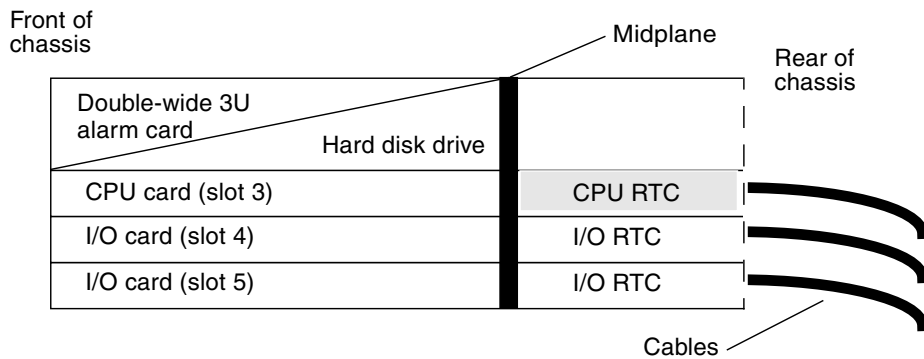 Front of
chassis
Midplane
Rear of
chassis
Double-wide 3U
alarm card
Hard disk drive
CPU card (slot 3)
CPU RTC
I/O card (slot 4)
I/O RTC
I/O card (slot 5)
I/O RTC
Cables